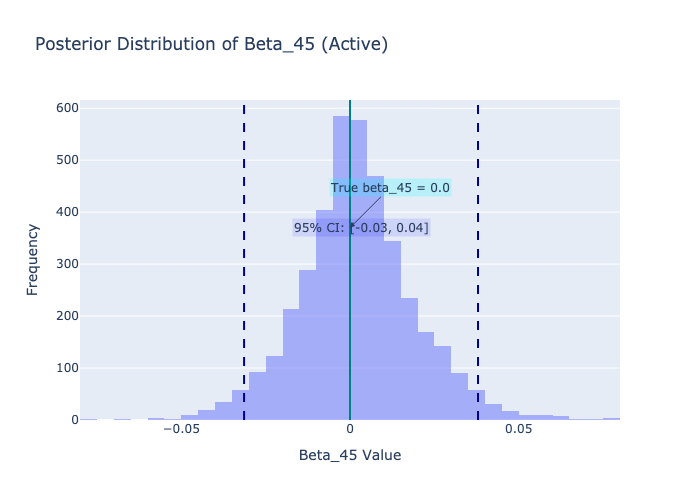 Posterior Distribution of Beta_45 (Active)
600
500
400
300
200
100
0
Frequency
True beta_45 = 0.0
95% CI: [-0.03, 0.04]
−0.05
0
0.05
Beta_45 Value